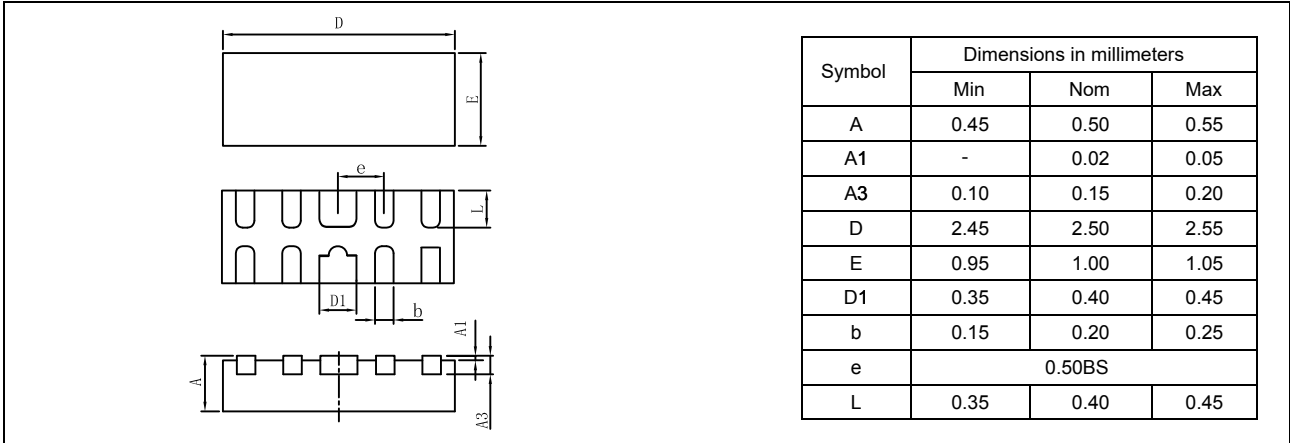 D
E
e
L
D1
b
A1
A
A3
Symbol Dimensions in millimeters
Min Nom Max
A 0.45 0.50 0.55
A1 - 0.02 0.05
A3 0.10 0.15 0.20
D 2.45 2.50 2.55
E 0.95 1.00 1.05
D1 0.35 0.40 0.45
b 0.15 0.20 0.25
e 0.50BS
L 0.35 0.40 0.45